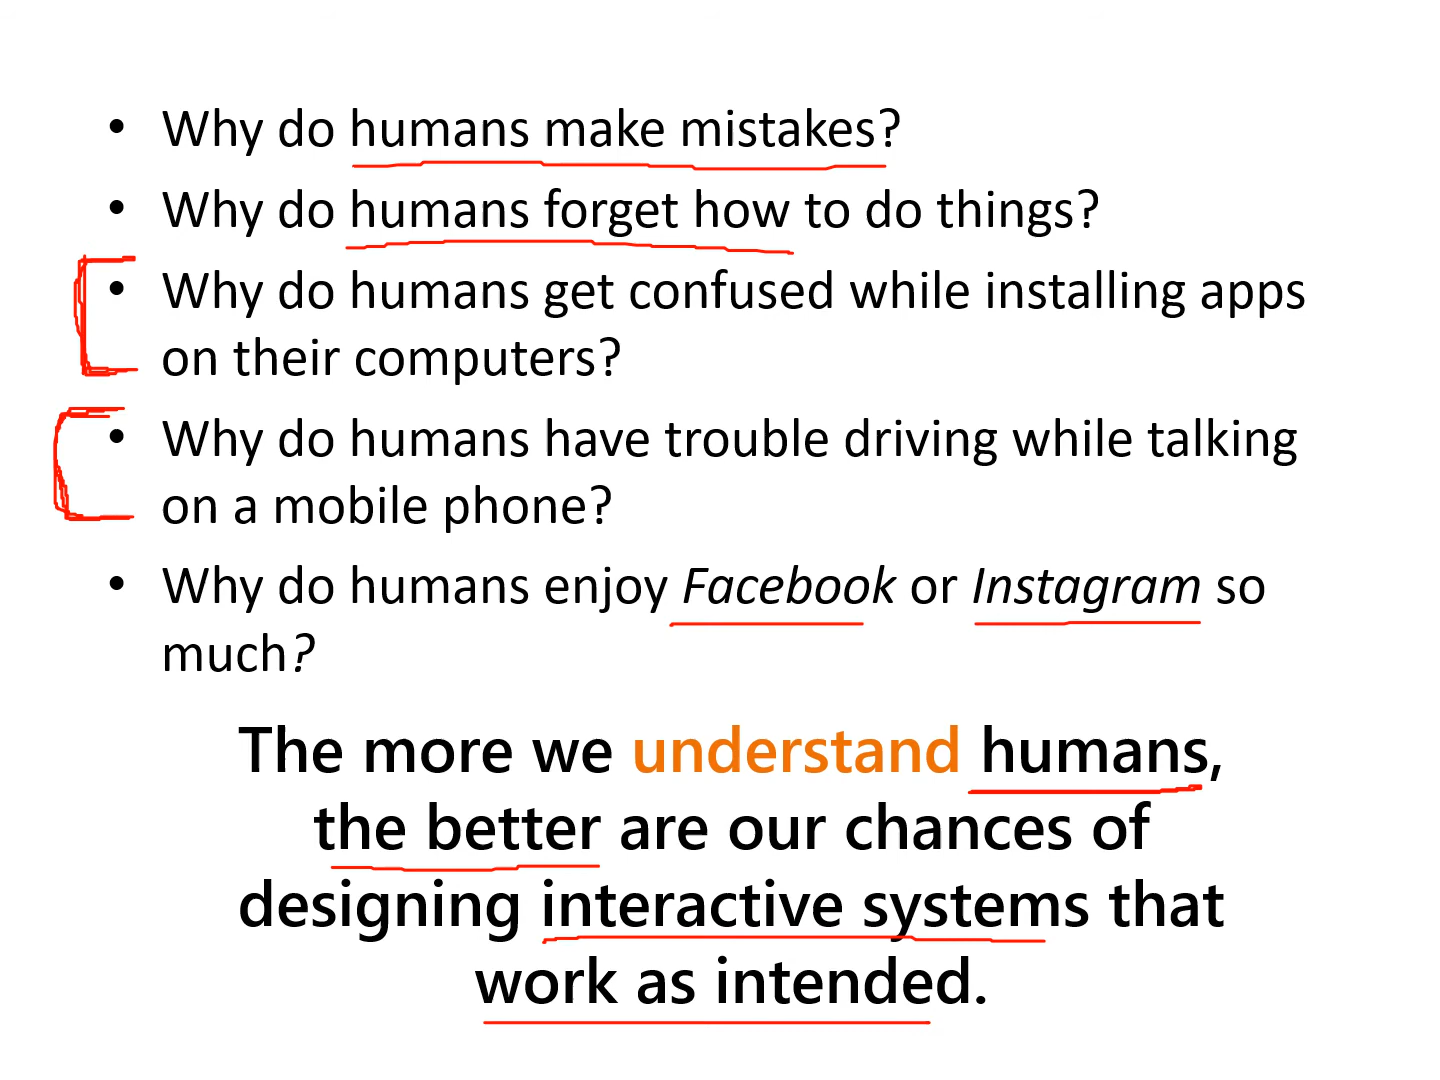 • Why do humans make mistakes?
• Why do humans forget how to do things?
• Why do humans get confused while installing apps
on their computers?
• Why do humans have trouble driving while talking
on a mobile phone?
• Why do humans enjoy Facebook or Instagram so
much?
The more we understand humans,
the better are our chances of
designing interactive systems that
work as intended.